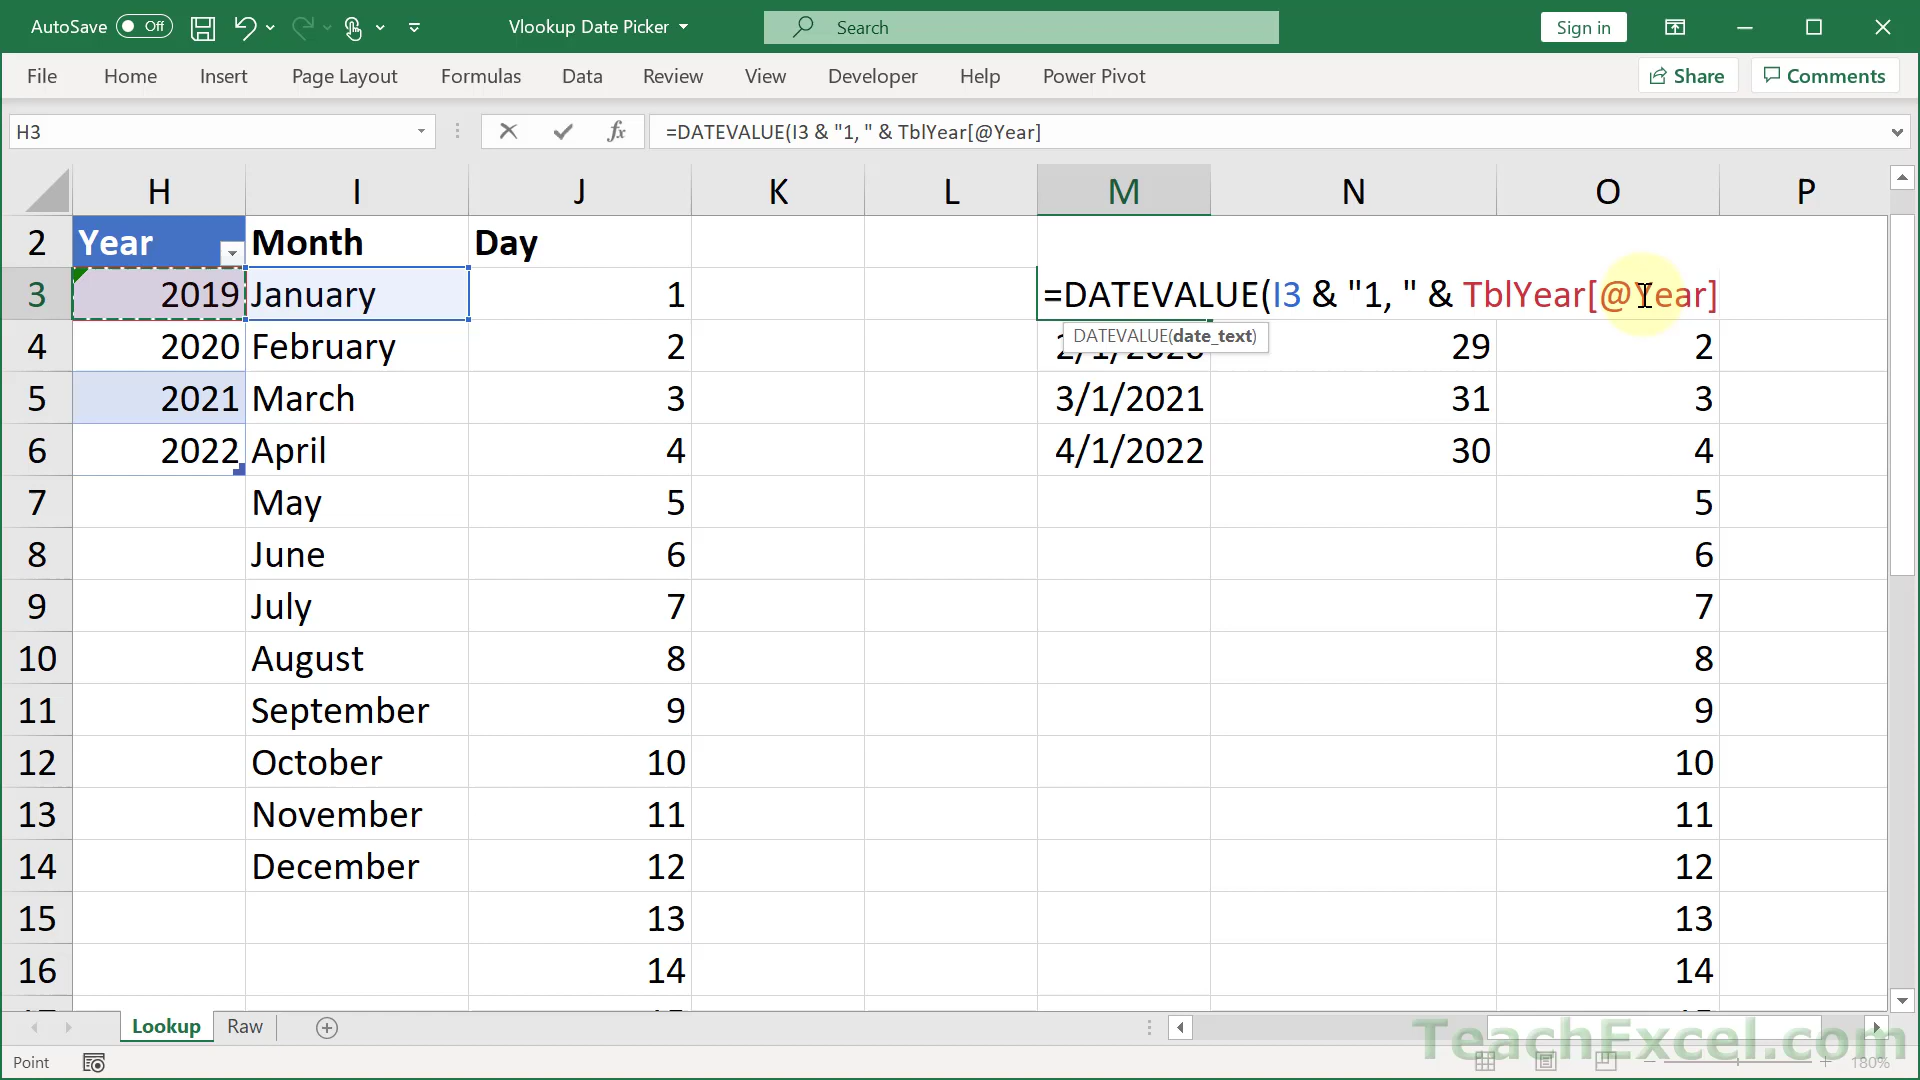 AutoSave Off Vlookup Date Picker Search Sign in
File Home Insert Page Layout Formulas Data Review View Developer Help Power Pivot Share Comments
H3 fx =DATEVALUE(I3 & "1, " & TblYear[@Year]
H I J K L M N O P
2 Year Month Day
3 2019 January 1 =DATEVALUE(I3 & "1, " & TblYear[@Year]
DATEVALUE(date_text)
4 2020 February 2 29 2
5 2021 March 3 3/1/2021 31 3
6 2022 April 4 4/1/2022 30 4
7 May 5 5
8 June 6 6
9 July 7 7
10 August 8 8
11 September 9 9
12 October 10 10
13 November 11 11
14 December 12 12
15 13 13
16 14 14
Lookup Raw
TeachExcel.com
Point 180%